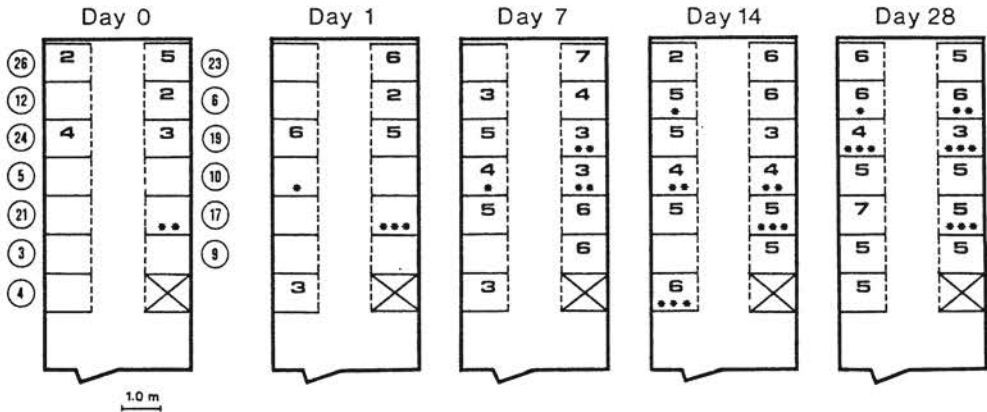 Day 0 Day 1 Day 7 Day 14 Day 28
26 2 5 23 6 7 2 6 6 5
12 2 6 2 3 4 5 6 6 6
* * **
24 4 3 19 6 5 5 3 5 3 4 3
** *** ***
5 10 4 3 4 4 5 5
* * ** ** **
21 17 5 6 5 5 7 5
** *** *** ***
3 9 6 5 5 5
4 3 3 6 5
***
1.0 m